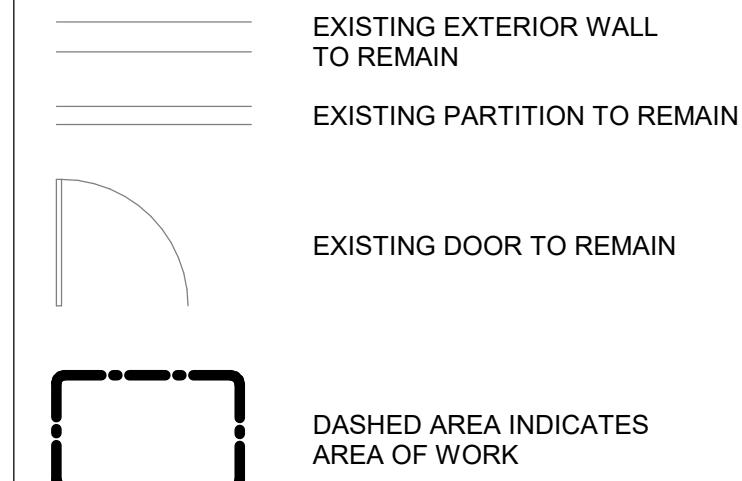 EXISTING EXTERIOR WALL
TO REMAIN
EXISTING PARTITION TO REMAIN
EXISTING DOOR TO REMAIN
DASHED AREA INDICATES
AREA OF WORK